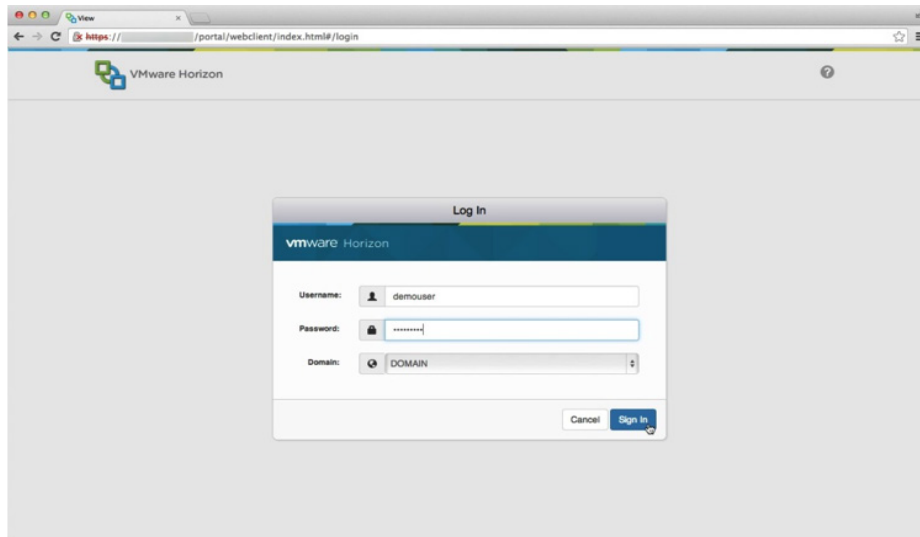 View
https:// /portal/webclient/index.html#/login
VMware Horizon
?
Log In
vmware Horizon
Username: demouser
Password: ·········
Domain: DOMAIN
Cancel Sign In